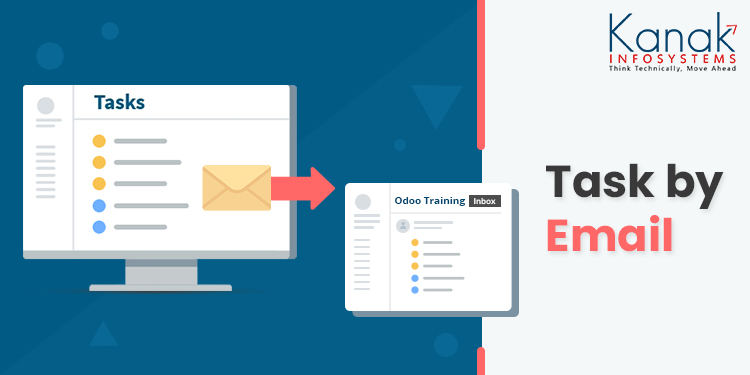 Kanak
INFOSYSTEMS
Think Technically, Move Ahead
Tasks
Odoo Training Inbox
Task by
Email